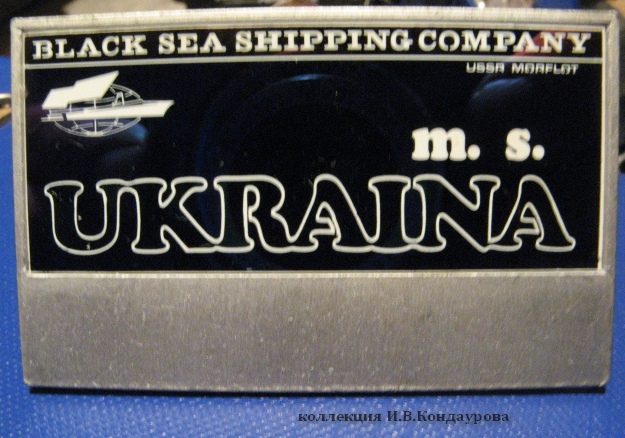 BLACK SEA SHIPPING COMPANY
USSR MORFLOT
m. s.
UKRAINA
коллекция И.В.Кондаурова